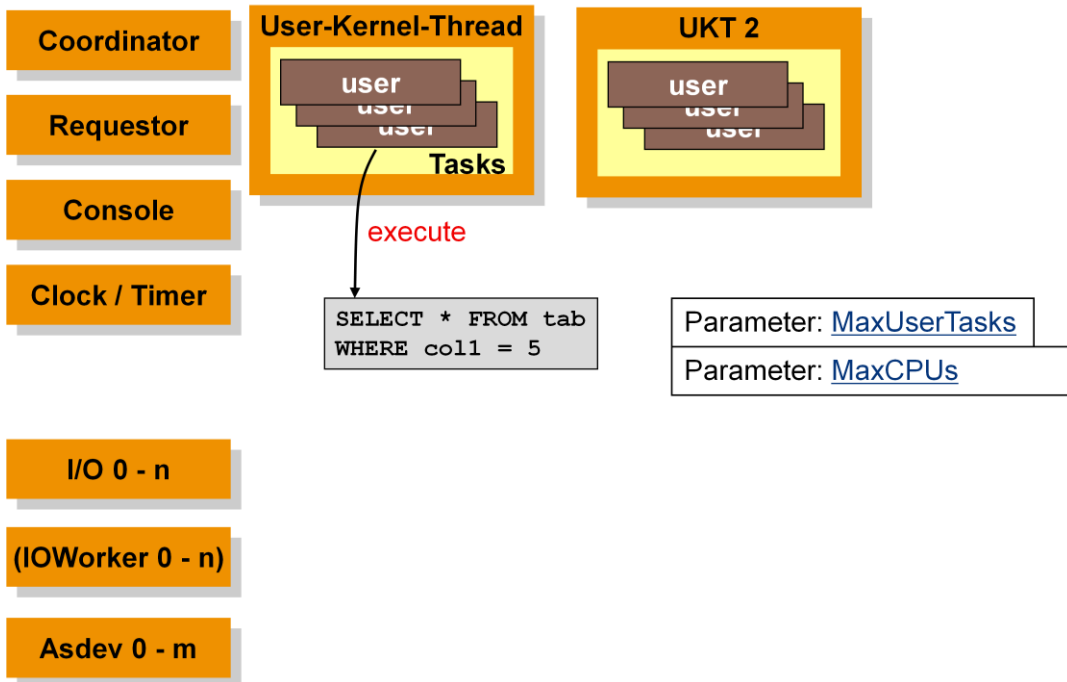 Coordinator
Requestor
Console
Clock / Timer
I/O 0 - n
(IOWorker 0 - n)
Asdev 0 - m
User-Kernel-Thread
user
user
user
Tasks
execute
SELECT * FROM tab
WHERE col1 = 5
UKT 2
user
user
user
Parameter: MaxUserTasks
Parameter: MaxCPUs